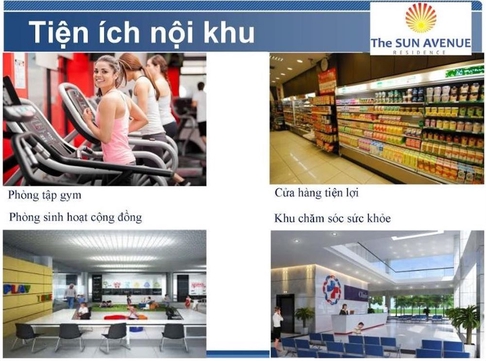 Tiện ích nội khu
The SUN AVENUE
RESIDENCE
Phòng tập gym
Cửa hàng tiện lợi
Phòng sinh hoạt cộng đồng
Khu chăm sóc sức khỏe
PLAY